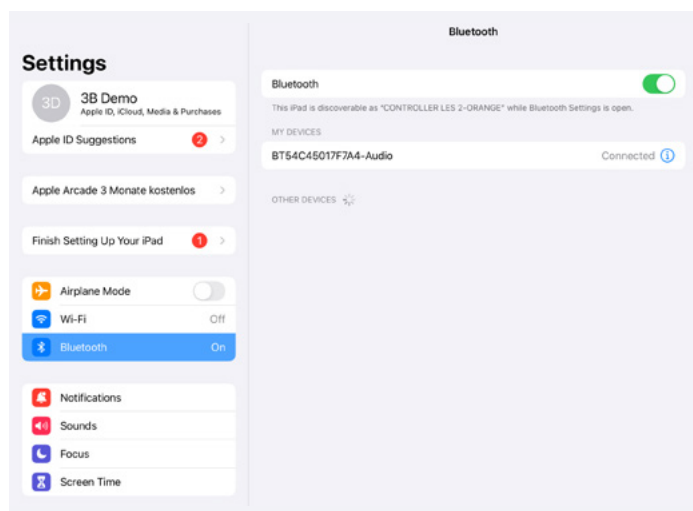 Settings
3D
3B Demo
Apple ID, iCloud, Media & Purchases
Apple ID Suggestions 2
Apple Arcade 3 Monate kostenlos
Finish Setting Up Your iPad 1
Airplane Mode
Wi-Fi Off
Bluetooth On
Notifications
Sounds
Focus
Screen Time
Bluetooth
Bluetooth
This iPad is discoverable as "CONTROLLER LES 2-ORANGE" while Bluetooth Settings is open.
MY DEVICES
BT54C45017F7A4-Audio Connected
OTHER DEVICES